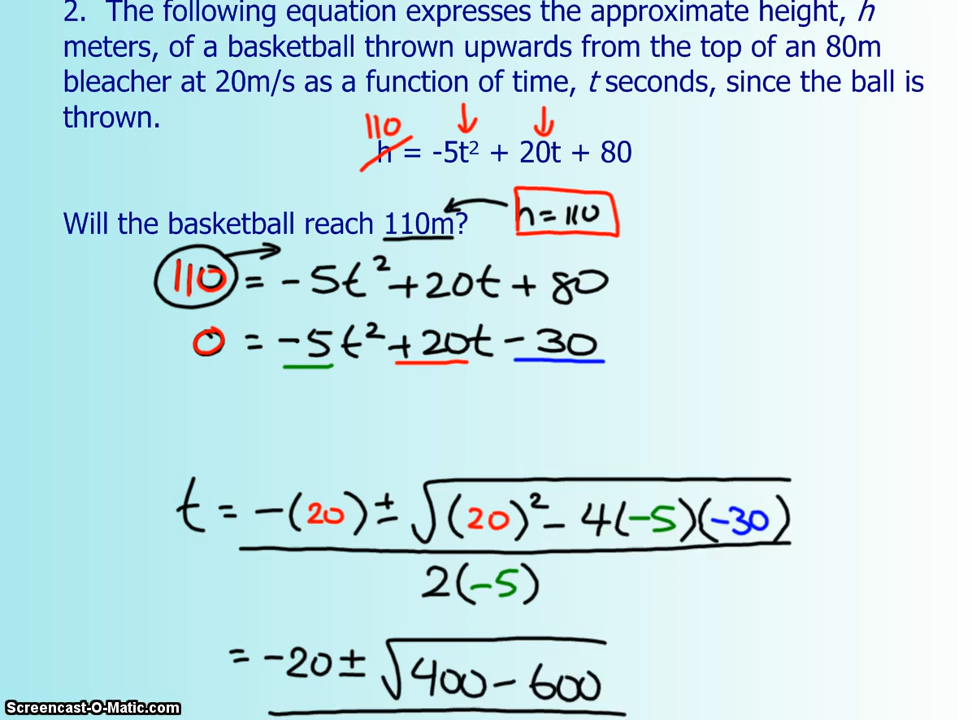 2. The following equation expresses the approximate height, h
meters, of a basketball thrown upwards from the top of an 80m
bleacher at 20m/s as a function of time, t seconds, since the ball is
thrown.
110
h = -5t² + 20t + 80
Will the basketball reach 110m? h = 110
110 = -5t² + 20t + 80
0 = -5t² + 20t - 30
t = -(20) ± √(20)² - 4(-5)(-30)
2(-5)
= -20 ± √400 - 600
Screencast-O-Matic.com